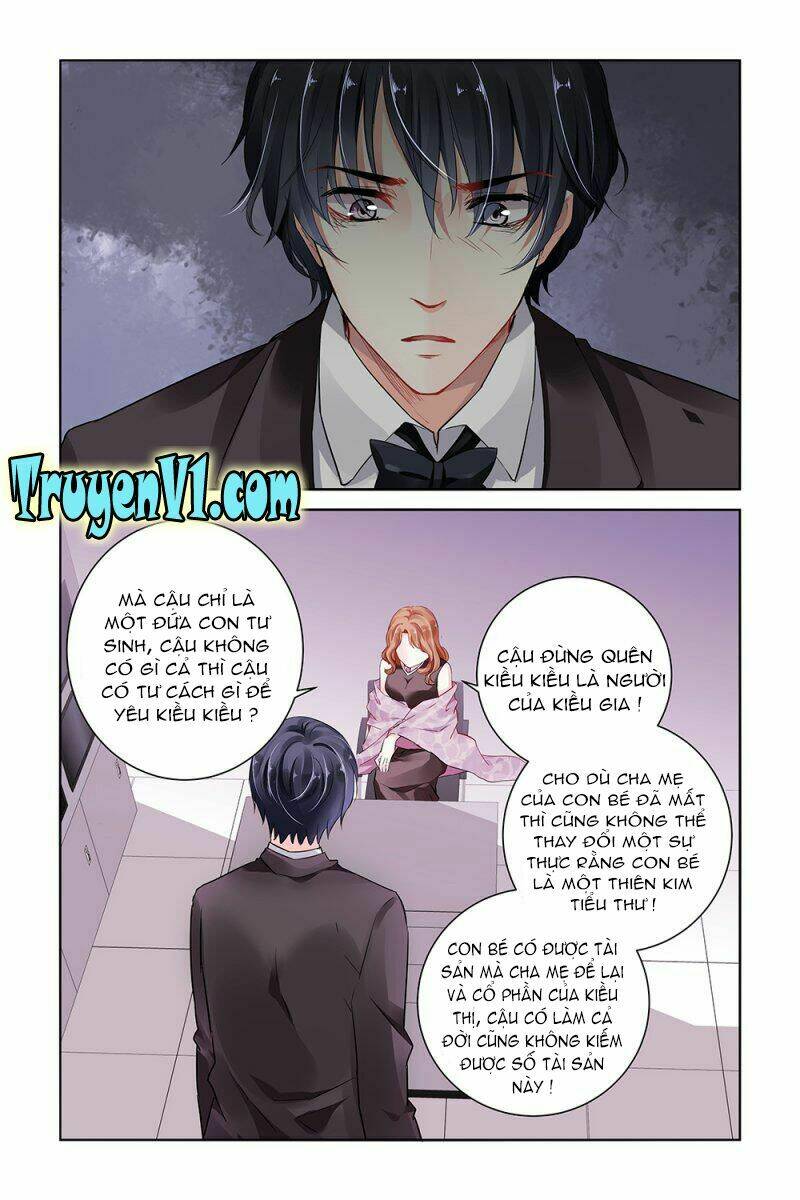 TruyenV1.com
CẬU ĐỪNG QUÊN
KIỀU KIỀU LÀ NGƯỜI
CỦA KIỀU GIA !
CHO DÙ CHA MẸ
CỦA CON BÉ ĐÃ MẤT
THÌ CŨNG KHÔNG THỂ
THAY ĐỔI MỘT SỰ
THỰC RẰNG CON BÉ
LÀ MỘT THIÊN KIM
TIỂU THƯ !
CON BÉ CÓ ĐƯỢC TÀI
SẢN MÀ CHA MẸ ĐỂ LẠI
VÀ CỔ PHẦN CỦA KIỀU
THỊ, CẬU CÓ LÀM CẢ
ĐỜI CŨNG KHÔNG KIẾM
ĐƯỢC SỐ TÀI SẢN
NÀY !
MÀ CẬU CHỈ LÀ
MỘT ĐỨA CON TƯ
SINH, CẬU KHÔNG
CÓ GÌ CẢ THÌ CẬU
CÓ TƯ CÁCH GÌ ĐỂ
YÊU KIỀU KIỀU ?